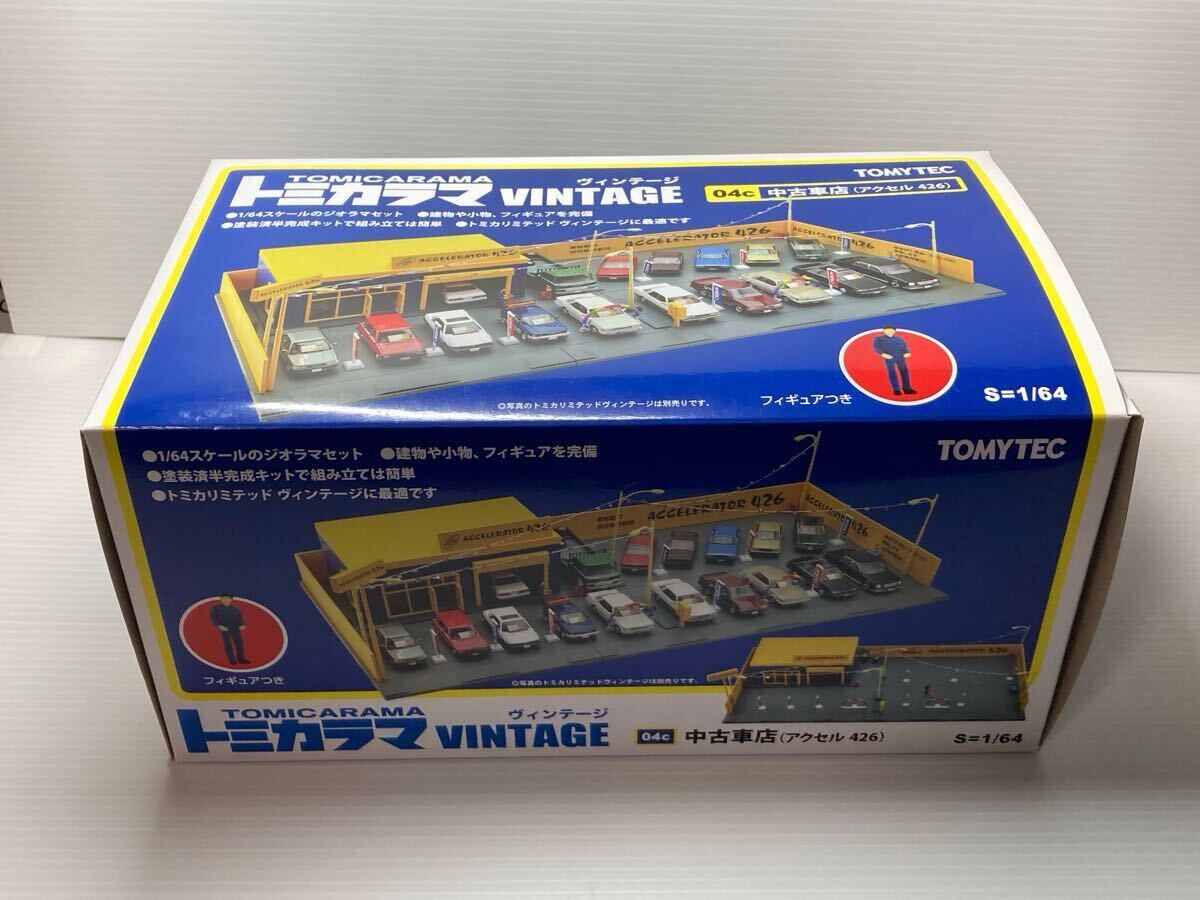 TOMICARAMA
トミカラマ VINTAGE
ヴィンテージ
TOMYTEC
04c 中古車店(アクセル 426)
●1/64スケールのジオラマセット ●建物や小物、フィギュアを完備
●塗装済半完成キットで組み立ては簡単 ●トミカリミテッド ヴィンテージに最適です
ACCELERATOR 426
ACCELERATOR 426
ACCELERATOR 426
ACCELERATOR 426
フィギュアつき
◎写真のトミカリミテッドヴィンテージは別売りです。
S=1/64
●1/64スケールのジオラマセット ●建物や小物、フィギュアを完備
●塗装済半完成キットで組み立ては簡単
●トミカリミテッド ヴィンテージに最適です
TOMYTEC
ACCELERATOR 426
ACCELERATOR 426
ACCELERATOR 426
ACCELERATOR 426
フィギュアつき
◎写真のトミカリミテッドヴィンテージは別売りです。
ACCELERATOR 426
TOMICARAMA
トミカラマ VINTAGE
ヴィンテージ
04c 中古車店(アクセル 426)
S=1/64